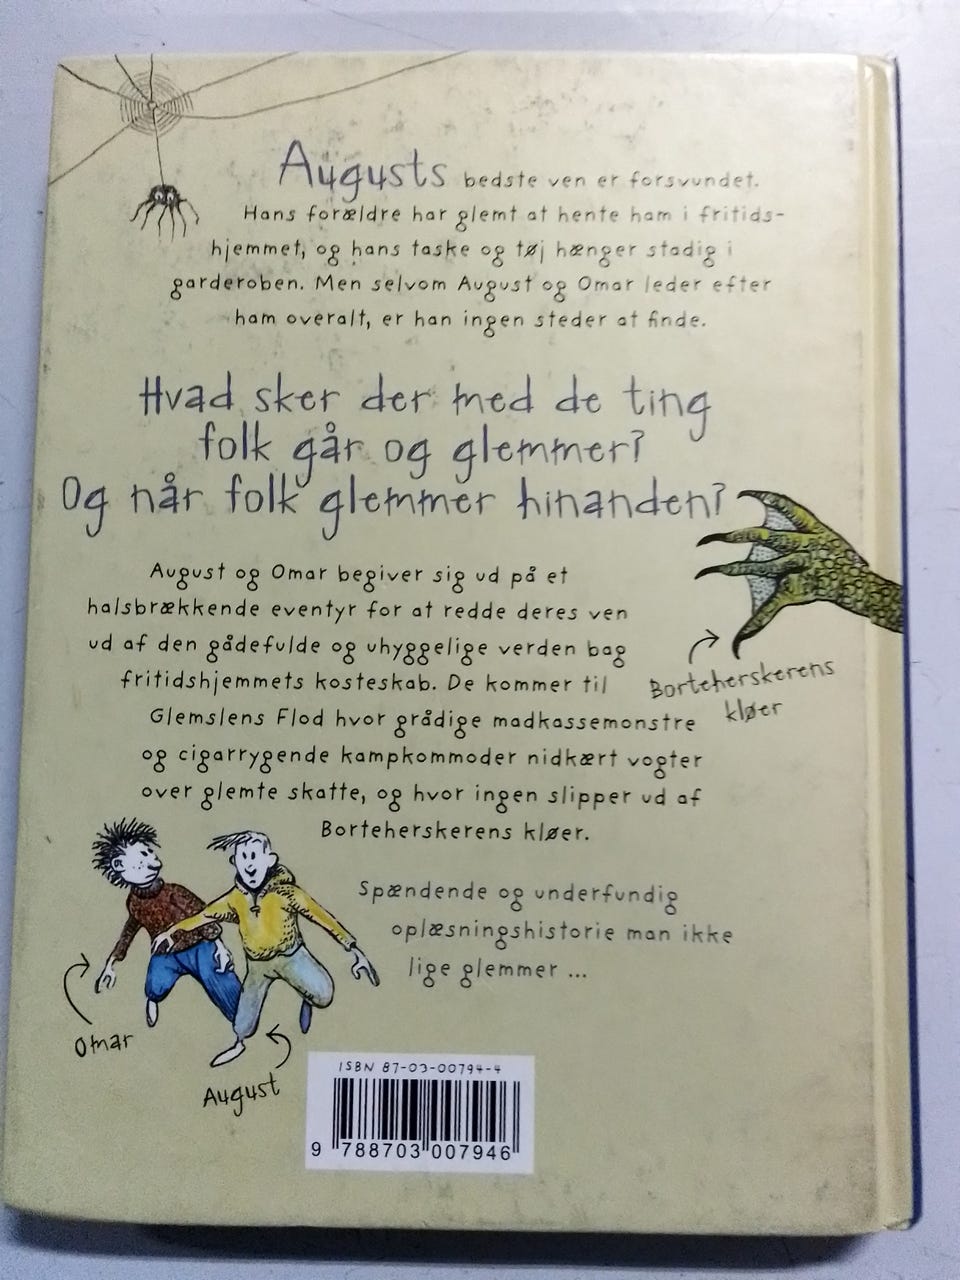 Augusts bedste ven er forsvundet.
Hans forældre har glemt at hente ham i fritids-
hjemmet, og hans taske og tøj hænger stadig i
garderoben. Men selvom August og Omar leder efter
ham overalt, er han ingen steder at finde.
Hvad sker der med de ting
folk går og glemmer?
Og når folk glemmer hinanden?
August og Omar begiver sig ud på et
halsbrækkende eventyr for at redde deres ven
ud af den gådefulde og uhyggelige verden bag
fritidshjemmets kosteskab. De kommer til
Glemslens Flod hvor grådige madkassemonstre
og cigarrygende kampkommoder nidkært vogter
over glemte skatte, og hvor ingen slipper ud af
Borteherskerens kløer.
Borteherskerens
kløer
Spændende og underfundig
oplæsningshistorie man ikke
lige glemmer ...
Omar
August
ISBN 87-03-00794-4
9 788703 007946